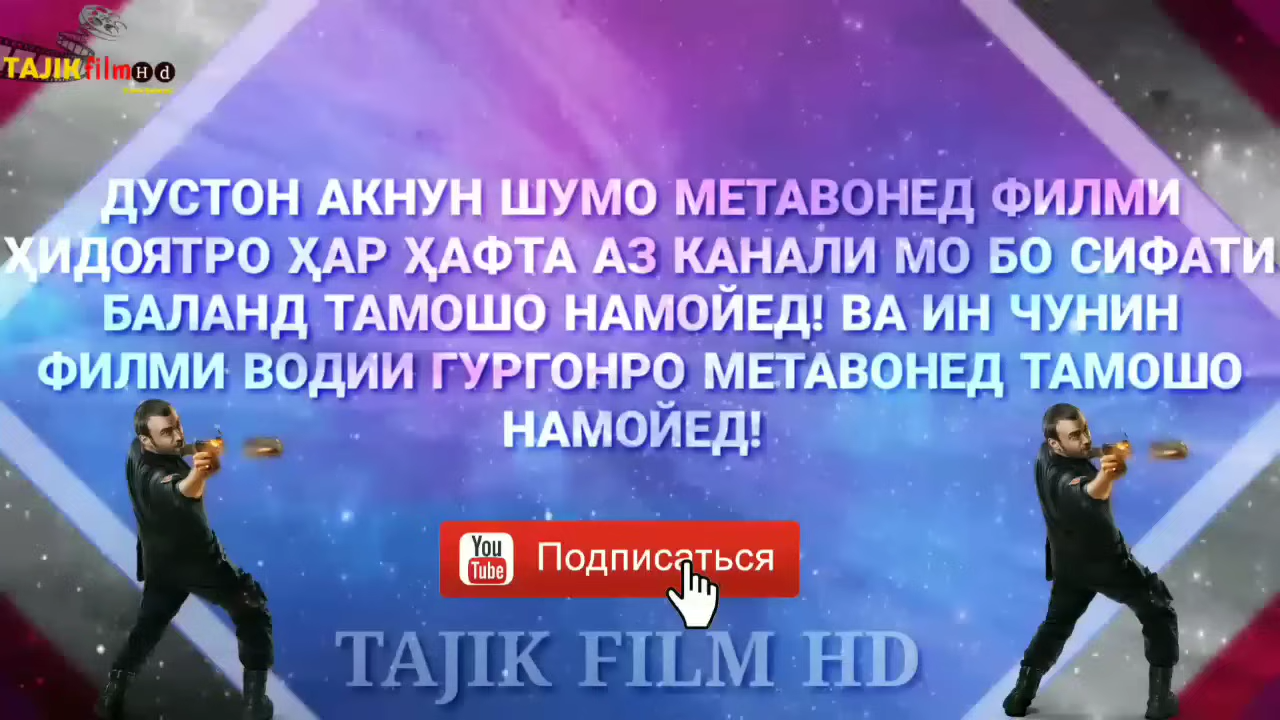 TAJIKfilmHd
ДУСТОН АКНУН ШУМО МЕТАВОНЕД ФИЛМИ
ҲИДОЯТРО ҲАР ҲАФТА АЗ КАНАЛИ МО БО СИФАТИ
БАЛАНД ТАМОШО НАМОЙЕД! ВА ИН ЧУНИН
ФИЛМИ ВОДИИ ГУРГОНРО МЕТАВОНЕД ТАМОШО
НАМОЙЕД!
You
Tube
Подписаться
TAJIK FILM HD